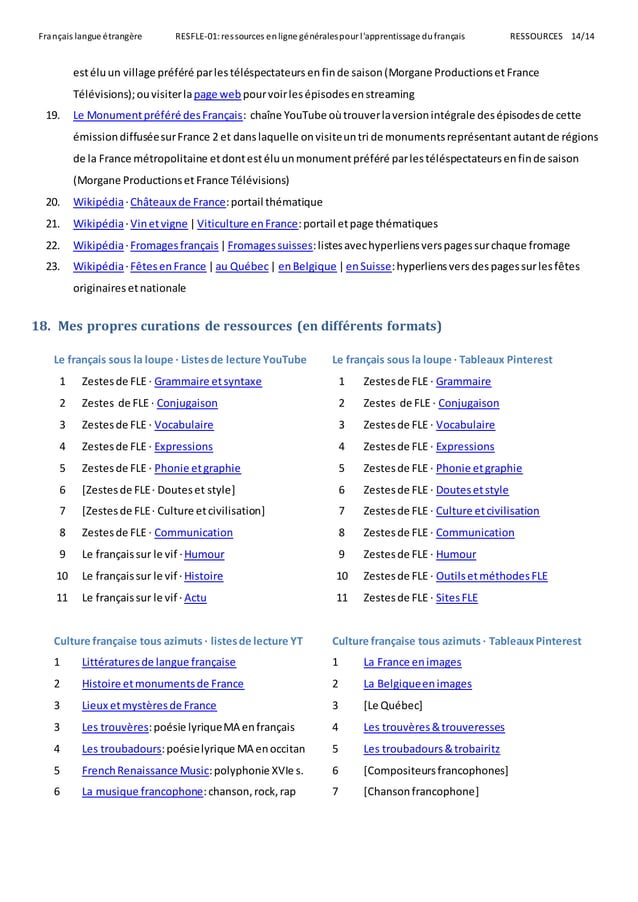 Français langue étrangère RESFLE-01: ressources en ligne générales pour l'apprentissage du français RESSOURCES 14/14
est élu un village préféré par les téléspectateurs en fin de saison (Morgane Productions et France
Télévisions); ou visiter la page web pour voir les épisodes en streaming
19. Le Monument préféré des Français: chaîne YouTube où trouver la version intégrale des épisodes de cette
émission diffusée sur France 2 et dans laquelle on visite un tri de monuments représentant autant de régions
de la France métropolitaine et dont est élu un monument préféré par les téléspectateurs en fin de saison
(Morgane Productions et France Télévisions)
20. Wikipédia · Châteaux de France: portail thématique
21. Wikipédia · Vin et vigne | Viticulture en France: portail et page thématiques
22. Wikipédia · Fromages français | Fromages suisses: listes avec hyperliens vers pages sur chaque fromage
23. Wikipédia · Fêtes en France | au Québec | en Belgique | en Suisse: hyperliens vers des pages sur les fêtes
originaires et nationale
18. Mes propres curations de ressources (en différents formats)
Le français sous la loupe · Listes de lecture YouTube
1 Zestes de FLE · Grammaire et syntaxe
2 Zestes de FLE · Conjugaison
3 Zestes de FLE · Vocabulaire
4 Zestes de FLE · Expressions
5 Zestes de FLE · Phonie et graphie
6 [Zestes de FLE · Doutes et style]
7 [Zestes de FLE · Culture et civilisation]
8 Zestes de FLE · Communication
9 Le français sur le vif · Humour
10 Le français sur le vif · Histoire
11 Le français sur le vif · Actu
Le français sous la loupe · Tableaux Pinterest
1 Zestes de FLE · Grammaire
2 Zestes de FLE · Conjugaison
3 Zestes de FLE · Vocabulaire
4 Zestes de FLE · Expressions
5 Zestes de FLE · Phonie et graphie
6 Zestes de FLE · Doutes et style
7 Zestes de FLE · Culture et civilisation
8 Zestes de FLE · Communication
9 Zestes de FLE · Humour
10 Zestes de FLE · Outils et méthodes FLE
11 Zestes de FLE · Sites FLE
Culture française tous azimuts · listes de lecture YT
1 Littératures de langue française
2 Histoire et monuments de France
3 Lieux et mystères de France
3 Les trouvères: poésie lyrique MA en français
4 Les troubadours: poésie lyrique MA en occitan
5 French Renaissance Music: polyphonie XVIe s.
6 La musique francophone: chanson, rock, rap
Culture française tous azimuts · Tableaux Pinterest
1 La France en images
2 La Belgique en images
3 [Le Québec]
4 Les trouvères & trouveresses
5 Les troubadours & trobairitz
6 [Compositeurs francophones]
7 [Chanson francophone]